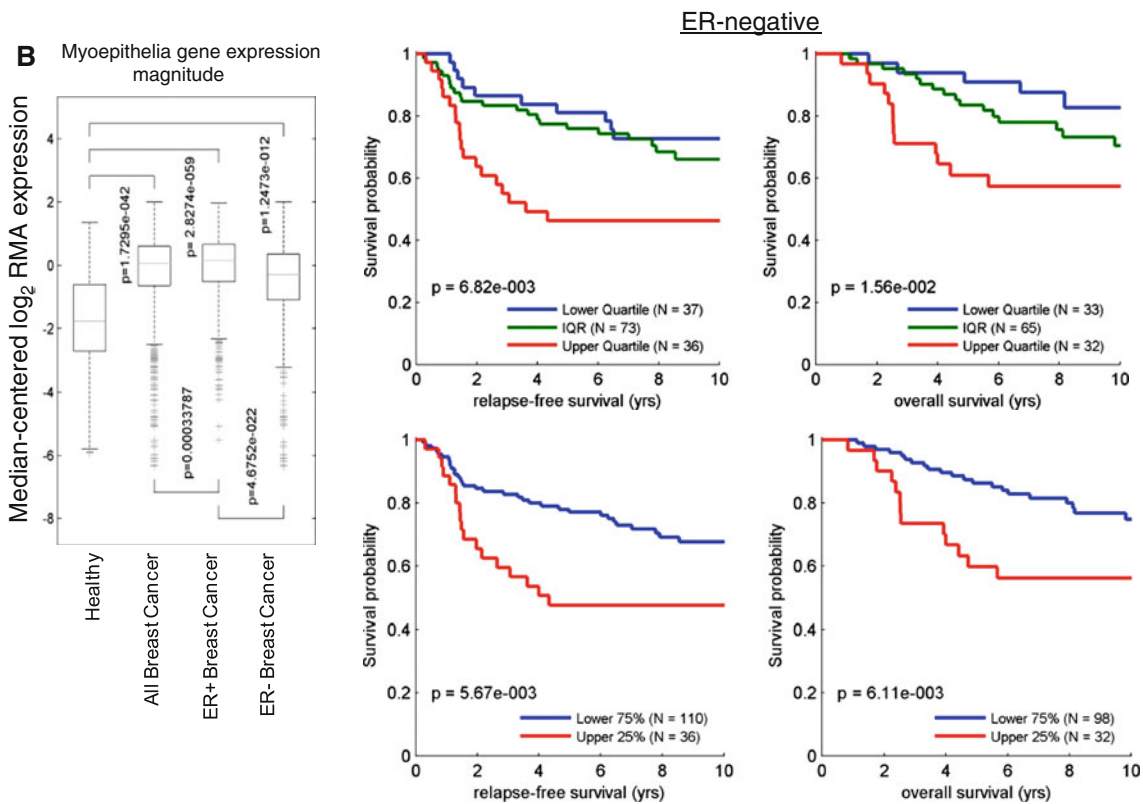 B
Myoepithelia gene expression
magnitude
Median-centered log2 RMA expression
4
2
0
-2
-4
-6
-8
p=1.7295e-042
p= 2.8274e-059
p=1.2473e-012
p=0.00033787
p=4.6752e-022
Healthy
All Breast Cancer
ER+ Breast Cancer
ER- Breast Cancer
ER-negative
Survival probability
1
0.8
0.6
0.4
0.2
0
p = 6.82e-003
Lower Quartile (N = 37)
IQR (N = 73)
Upper Quartile (N = 36)
0 2 4 6 8 10
relapse-free survival (yrs)
Survival probability
1
0.8
0.6
0.4
0.2
0
p = 1.56e-002
Lower Quartile (N = 33)
IQR (N = 65)
Upper Quartile (N = 32)
0 2 4 6 8 10
overall survival (yrs)
Survival probability
1
0.8
0.6
0.4
0.2
0
p = 5.67e-003
Lower 75% (N = 110)
Upper 25% (N = 36)
0 2 4 6 8 10
relapse-free survival (yrs)
Survival probability
1
0.8
0.6
0.4
0.2
0
p = 6.11e-003
Lower 75% (N = 98)
Upper 25% (N = 32)
0 2 4 6 8 10
overall survival (yrs)